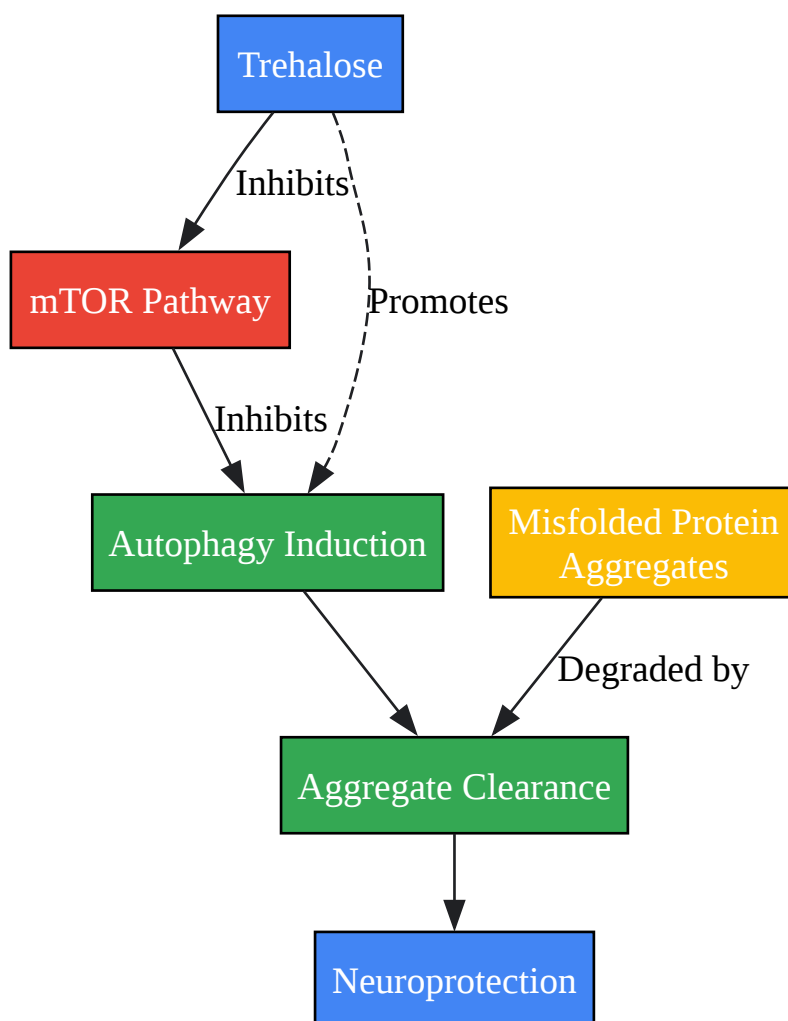 Trehalose
Inhibits
mTOR Pathway
Promotes
Inhibits
Autophagy Induction
Misfolded Protein
Aggregates
Degraded by
Aggregate Clearance
Neuroprotection